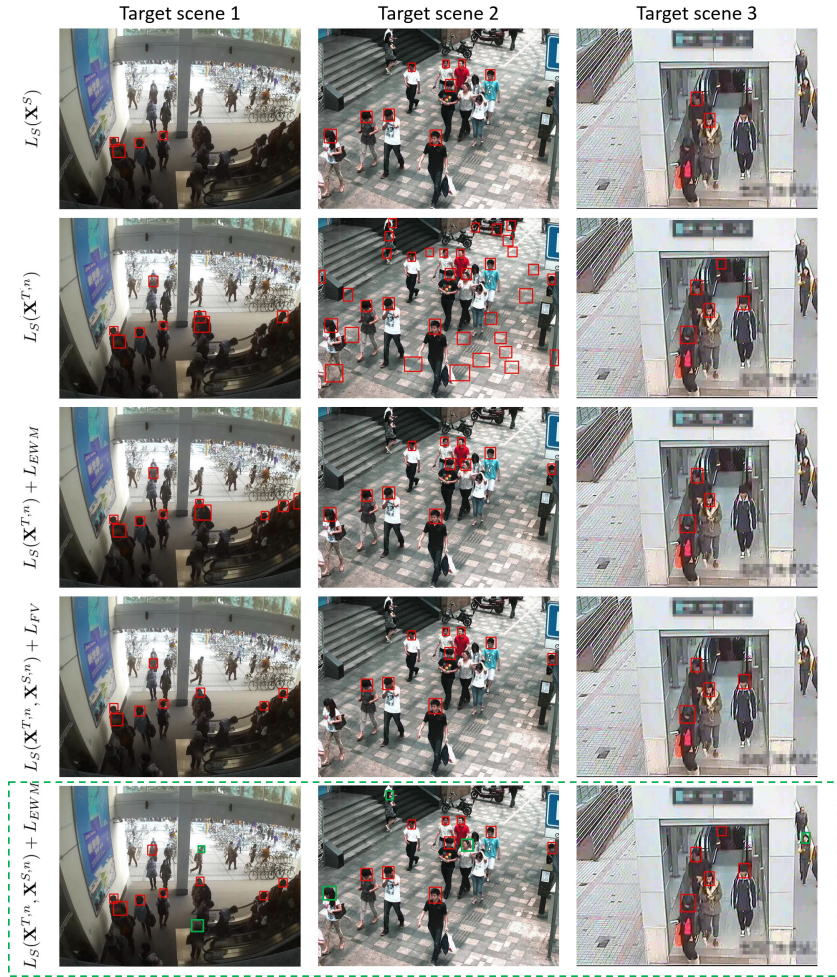 Target scene 1 Target scene 2 Target scene 3
L_S(X^S)
L_S(X^{T,n})
L_S(X^{T,n}) + L_{EWM}
L_S(X^{T,n}, X^{S,n}) + L_{FV}
L_S(X^{T,n}, X^{S,n}) + L_{EWM}